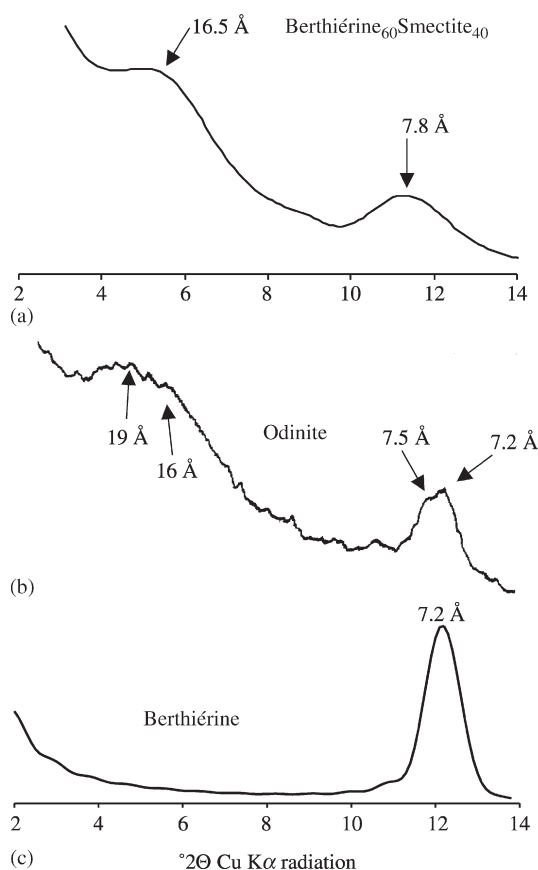 16.5 Å
Berthiérine₆₀Smectite₄₀
7.8 Å
2 4 6 8 10 12 14
(a)
19 Å
16 Å
Odinite
7.5 Å
7.2 Å
(b)
7.2 Å
Berthiérine
2 4 6 8 10 12 14
(c)
°2Θ Cu Kα radiation